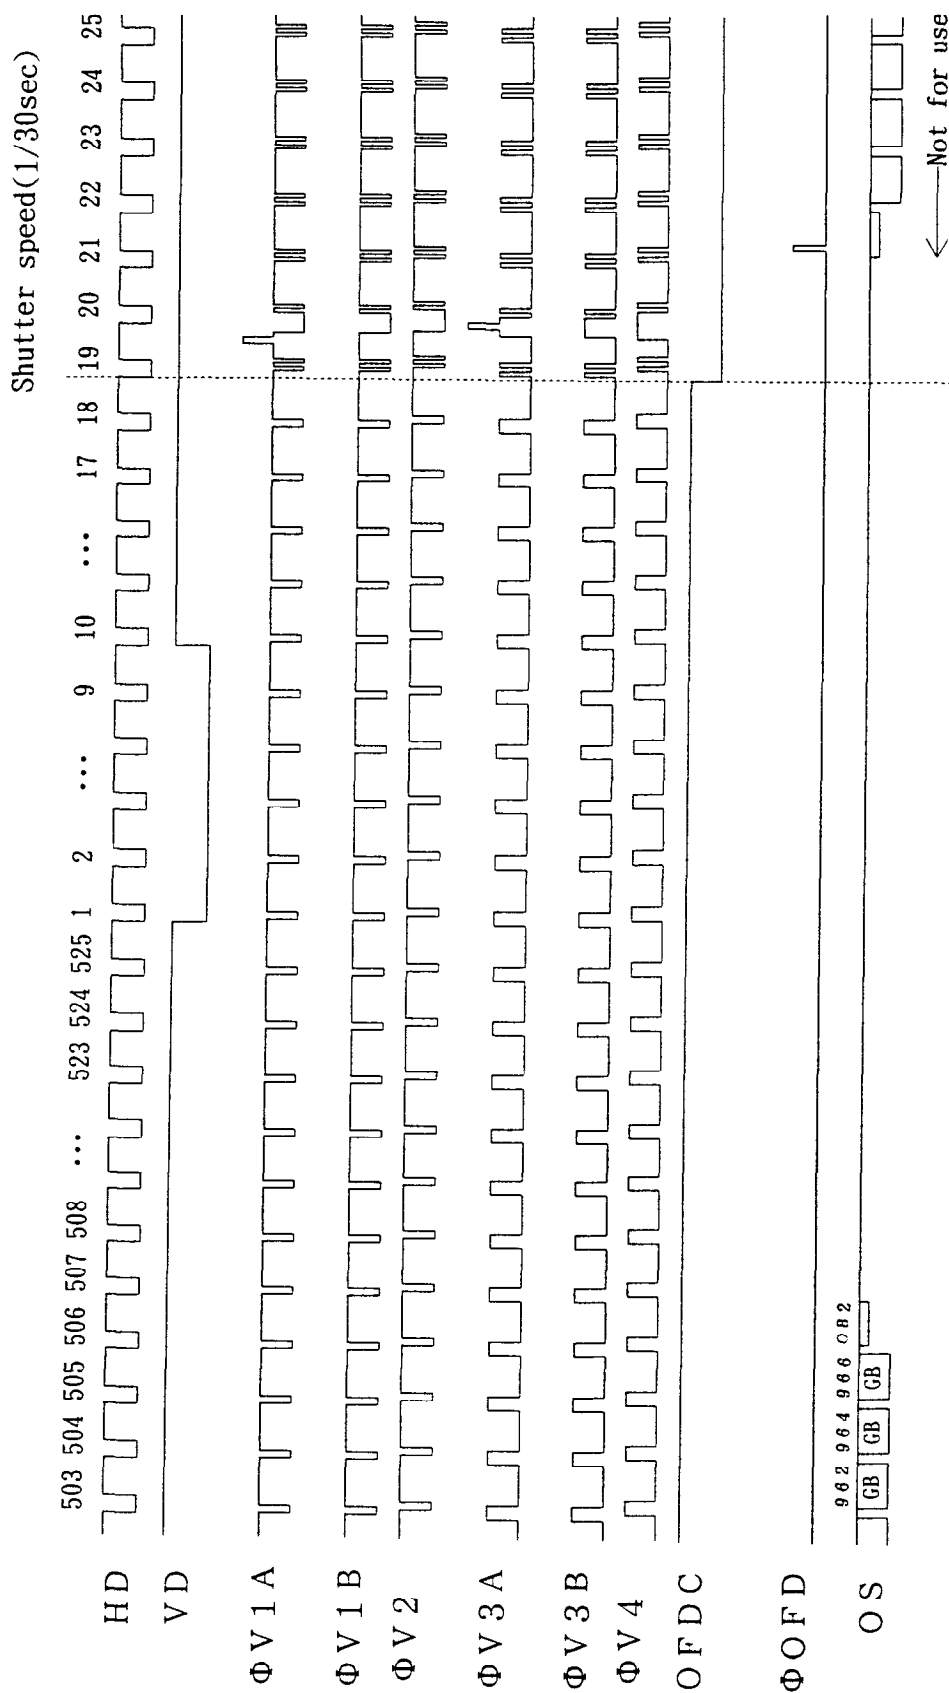 Shutter speed(1/30sec)
503 504 505 506 507 508 ... 523 524 525 1 2 ... 9 10 ... 17 18 19 20 21 22 23 24 25
HD
VD
ΦV1A
ΦV1B
ΦV2
ΦV3A
ΦV3B
ΦV4
OFDC
ΦOFD
962 964 966 OB2
OS GB GB GB
←Not for use